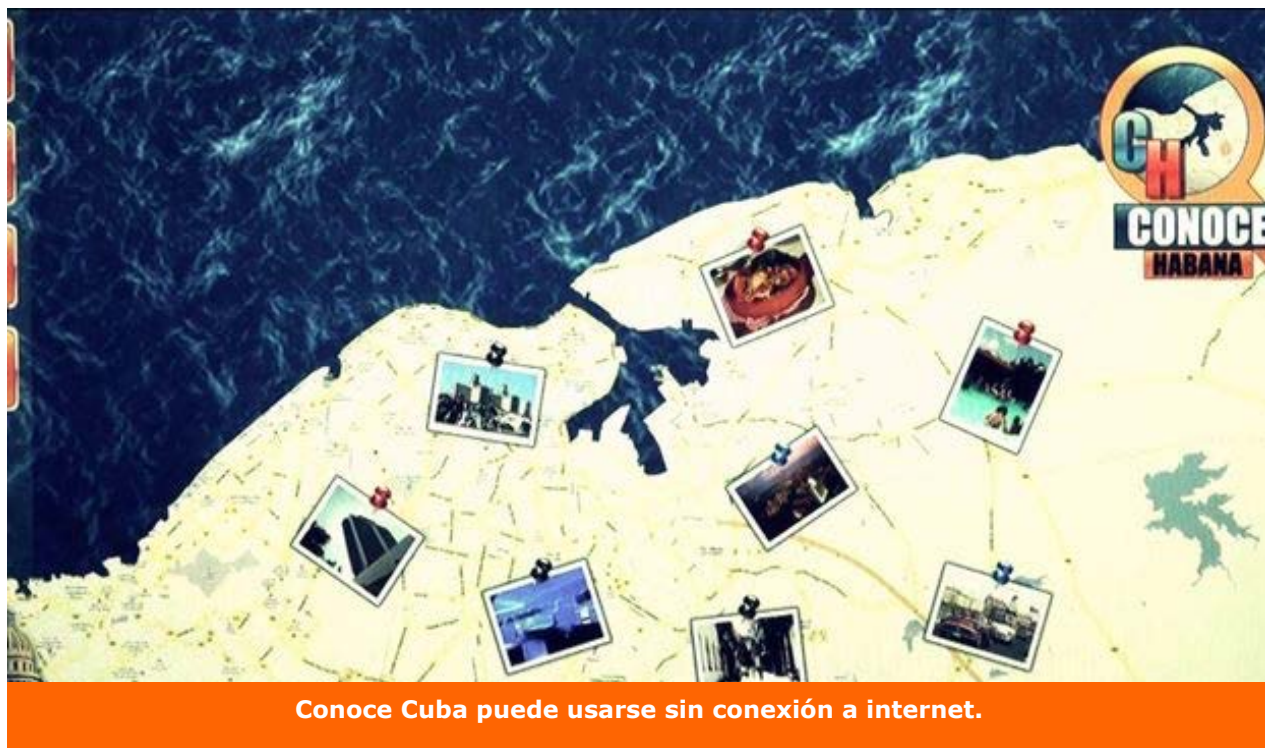 CH
CONOCE
HABANA
Conoce Cuba puede usarse sin conexión a internet.